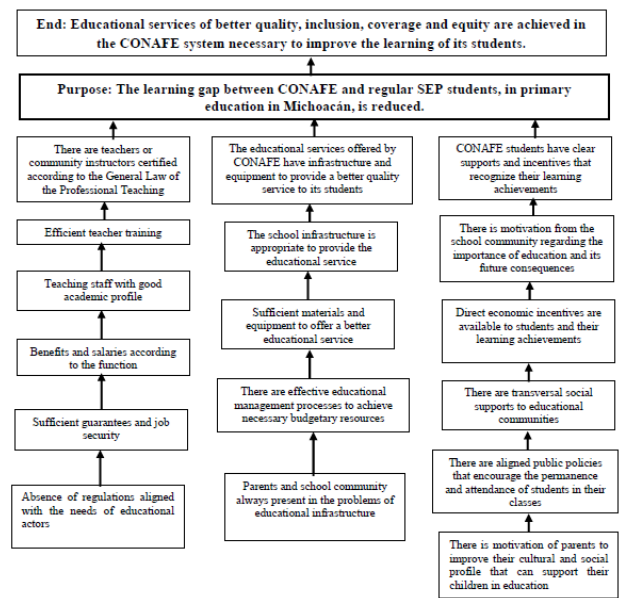 End: Educational services of better quality, inclusion, coverage and equity are achieved in
the CONAFE system necessary to improve the learning of its students.
Purpose: The learning gap between CONAFE and regular SEP students, in primary
education in Michoacán, is reduced.
There are teachers or
community instructors certified
according to the General Law of
the Professional Teaching
Efficient teacher training
Teaching staff with good
academic profile
Benefits and salaries according
to the function
Sufficient guarantees and job
security
Absence of regulations aligned
with the needs of educational
actors
The educational services offered by
CONAFE have infrastructure and
equipment to provide a better quality
service to its students
The school infrastructure is
appropriate to provide the
educational service
Sufficient materials and
equipment to offer a better
educational service
There are effective educational
management processes to achieve
necessary budgetary resources
Parents and school community
always present in the problems of
educational infrastructure
CONAFE students have clear
supports and incentives that
recognize their learning
achievements
There is motivation from the
school community regarding the
importance of education and its
future consequences
Direct economic incentives are
available to students and their
learning achievements
There are transversal social
supports to educational
communities
There are aligned public policies
that encourage the permanence
and attendance of students in their
classes
There is motivation of parents to
improve their cultural and social
profile that can support their
children in education